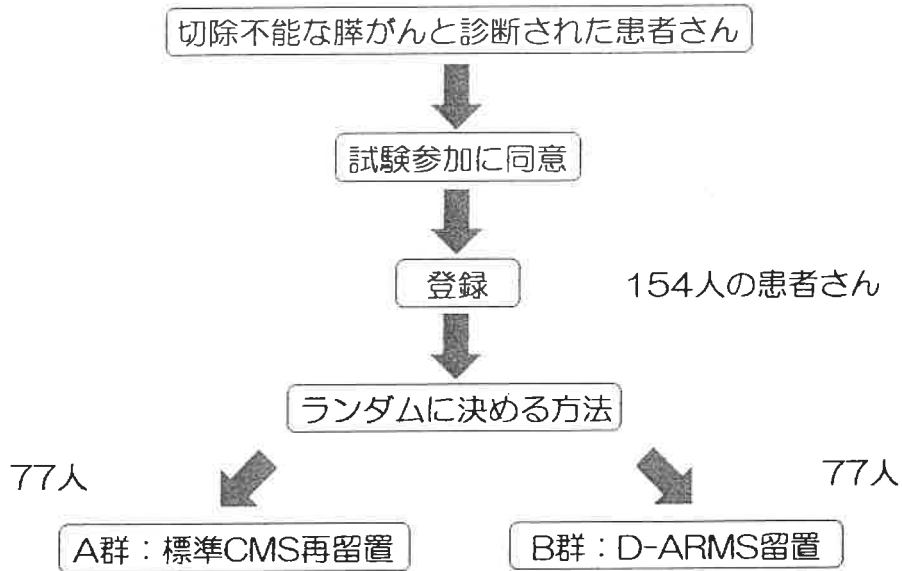 切除不能な膵がんと診断された患者さん
試験参加に同意
登録
154人の患者さん
ランダムに決める方法
77人
77人
A群：標準CMS再留置
B群：D-ARMS留置